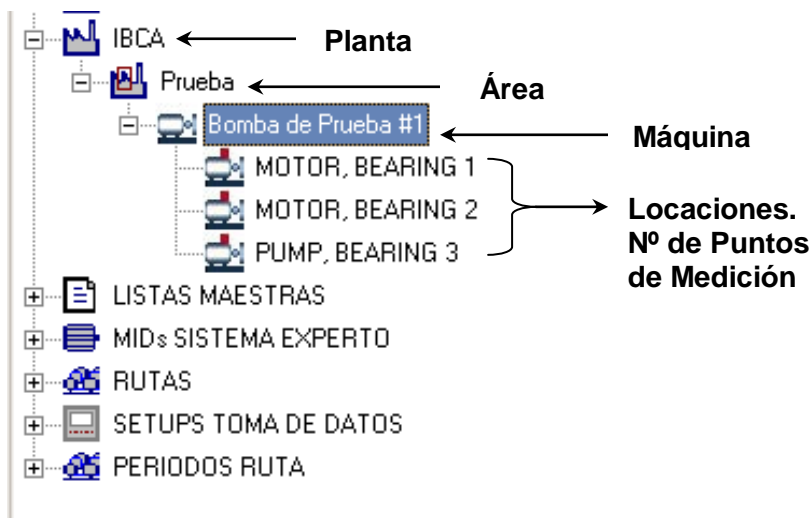 IBCA
Planta
Prueba
Área
Bomba de Prueba #1
Máquina
MOTOR, BEARING 1
MOTOR, BEARING 2
PUMP, BEARING 3
Locaciones.
Nº de Puntos
de Medición
LISTAS MAESTRAS
MIDs SISTEMA EXPERTO
RUTAS
SETUPS TOMA DE DATOS
PERIODOS RUTA